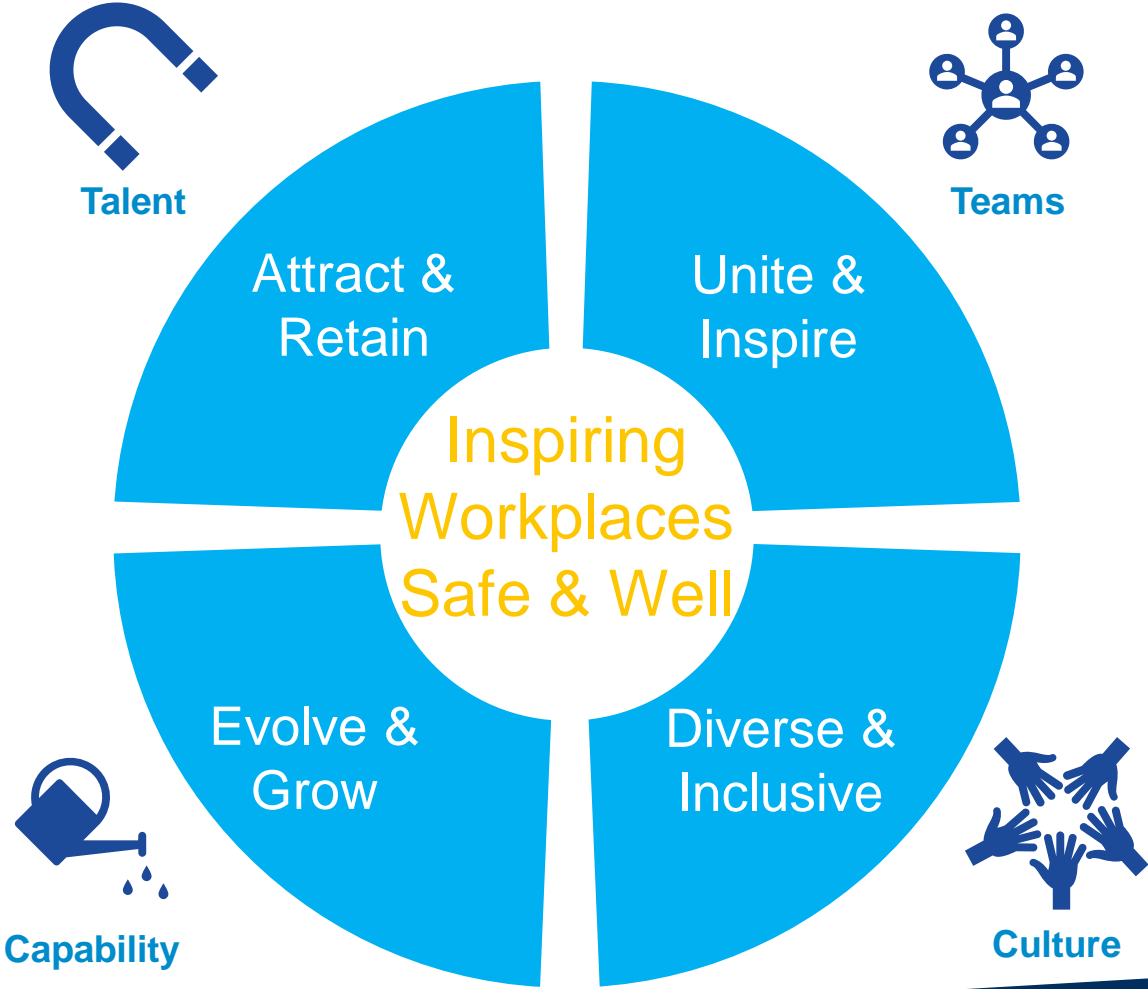 Talent
Teams
Attract &
Retain
Unite &
Inspire
Inspiring
Workplaces
Safe & Well
Evolve &
Grow
Diverse &
Inclusive
Capability
Culture